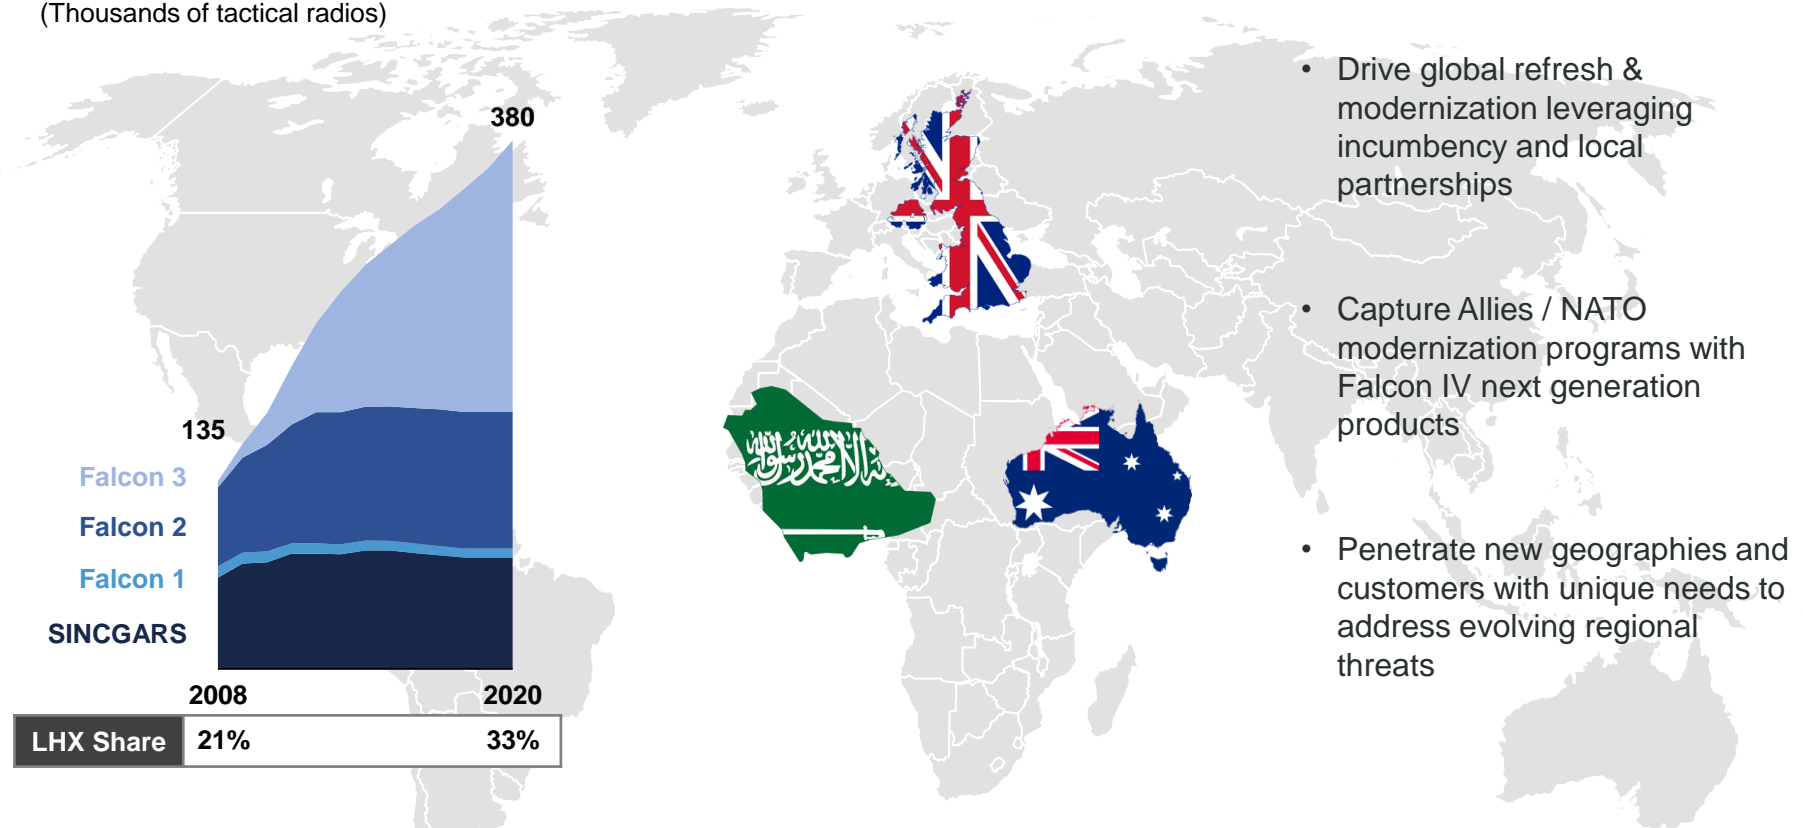 (Thousands of tactical radios)
380
135
Falcon 3
Falcon 2
Falcon 1
SINCGARS
2008 2020
LHX Share 21% 33%
• Drive global refresh &
modernization leveraging
incumbency and local
partnerships
• Capture Allies / NATO
modernization programs with
Falcon IV next generation
products
• Penetrate new geographies and
customers with unique needs to
address evolving regional
threats